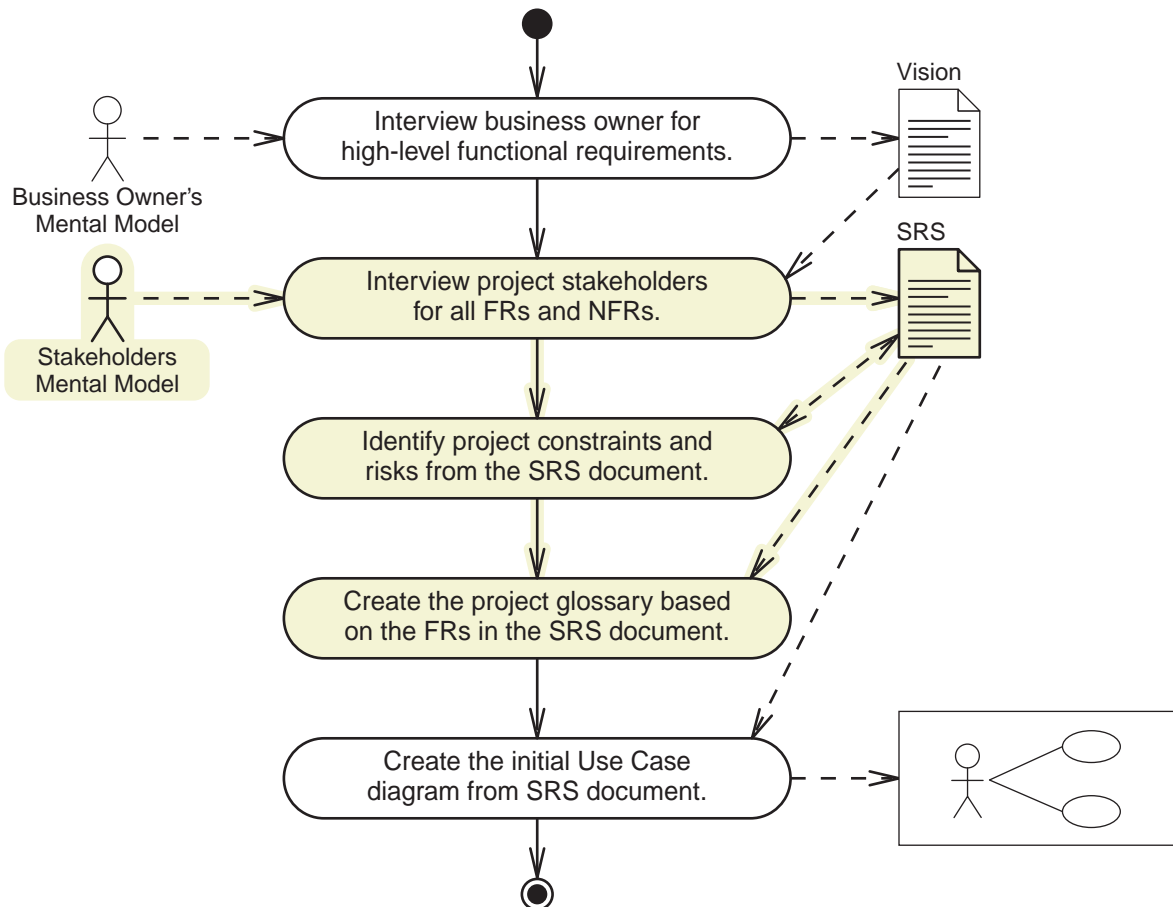 Vision
Interview business owner for
high-level functional requirements.
Business Owner's
Mental Model
SRS
Interview project stakeholders
for all FRs and NFRs.
Stakeholders
Mental Model
Identify project constraints and
risks from the SRS document.
Create the project glossary based
on the FRs in the SRS document.
Create the initial Use Case
diagram from SRS document.